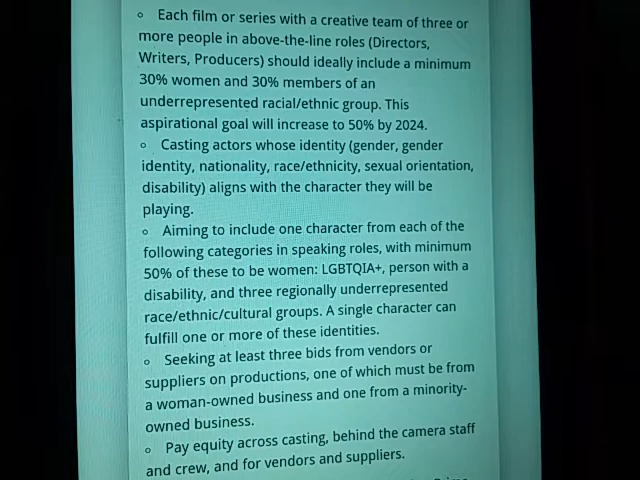 ◦ Each film or series with a creative team of three or
more people in above-the-line roles (Directors,
Writers, Producers) should ideally include a minimum
30% women and 30% members of an
underrepresented racial/ethnic group. This
aspirational goal will increase to 50% by 2024.
◦ Casting actors whose identity (gender, gender
identity, nationality, race/ethnicity, sexual orientation,
disability) aligns with the character they will be
playing.
◦ Aiming to include one character from each of the
following categories in speaking roles, with minimum
50% of these to be women: LGBTQIA+, person with a
disability, and three regionally underrepresented
race/ethnic/cultural groups. A single character can
fulfill one or more of these identities.
◦ Seeking at least three bids from vendors or
suppliers on productions, one of which must be from
a woman-owned business and one from a minority-
owned business.
◦ Pay equity across casting, behind the camera staff
and crew, and for vendors and suppliers.